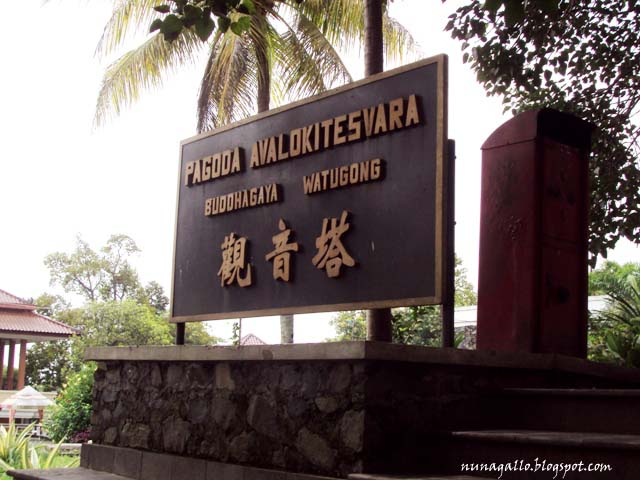 PAGODA AVALOKITESVARA
BUDDHAGAYA WATUGONG
觀音塔
nunagallo.blogspot.com